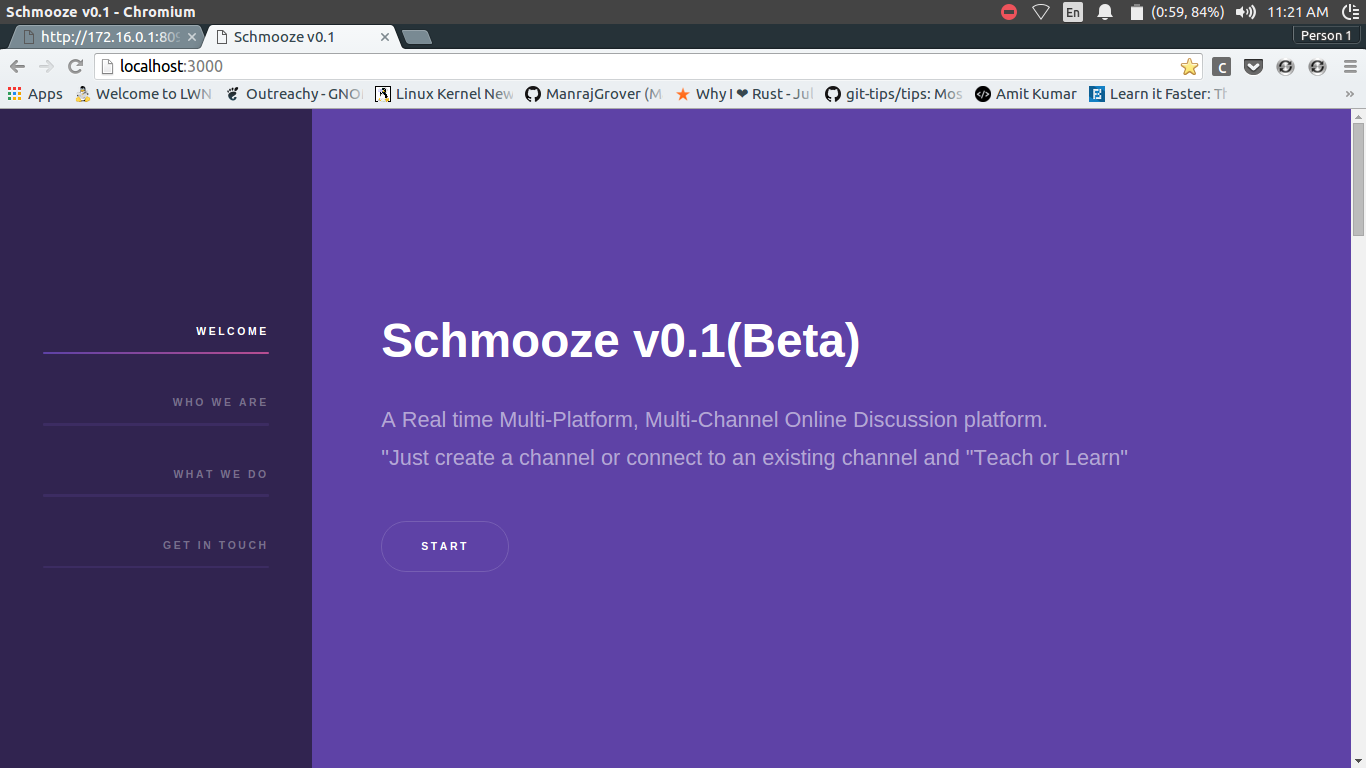 Schmooze v0.1 - Chromium
En
(0:59, 84%)
11:21 AM
http://172.16.0.1:809
Schmooze v0.1
Person 1
localhost:3000
C
Apps
Welcome to LWN
Outreachy - GNO
Linux Kernel New
ManrajGrover (M
Why I ❤ Rust - Jul
git-tips/tips: Mos
Amit Kumar
Learn it Faster: Th
»
WELCOME
WHO WE ARE
WHAT WE DO
GET IN TOUCH
Schmooze v0.1(Beta)
A Real time Multi-Platform, Multi-Channel Online Discussion platform.
"Just create a channel or connect to an existing channel and "Teach or Learn"
START